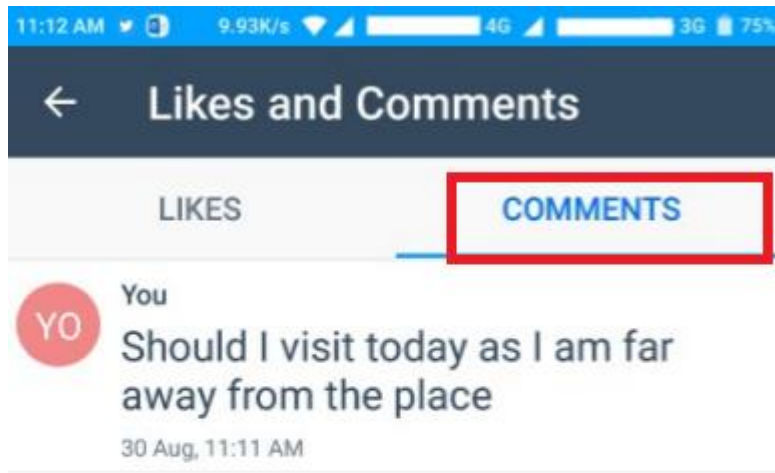 11:12 AM 9.93K/s 4G 3G 75%
Likes and Comments
LIKES COMMENTS
YO
You
Should I visit today as I am far
away from the place
30 Aug, 11:11 AM